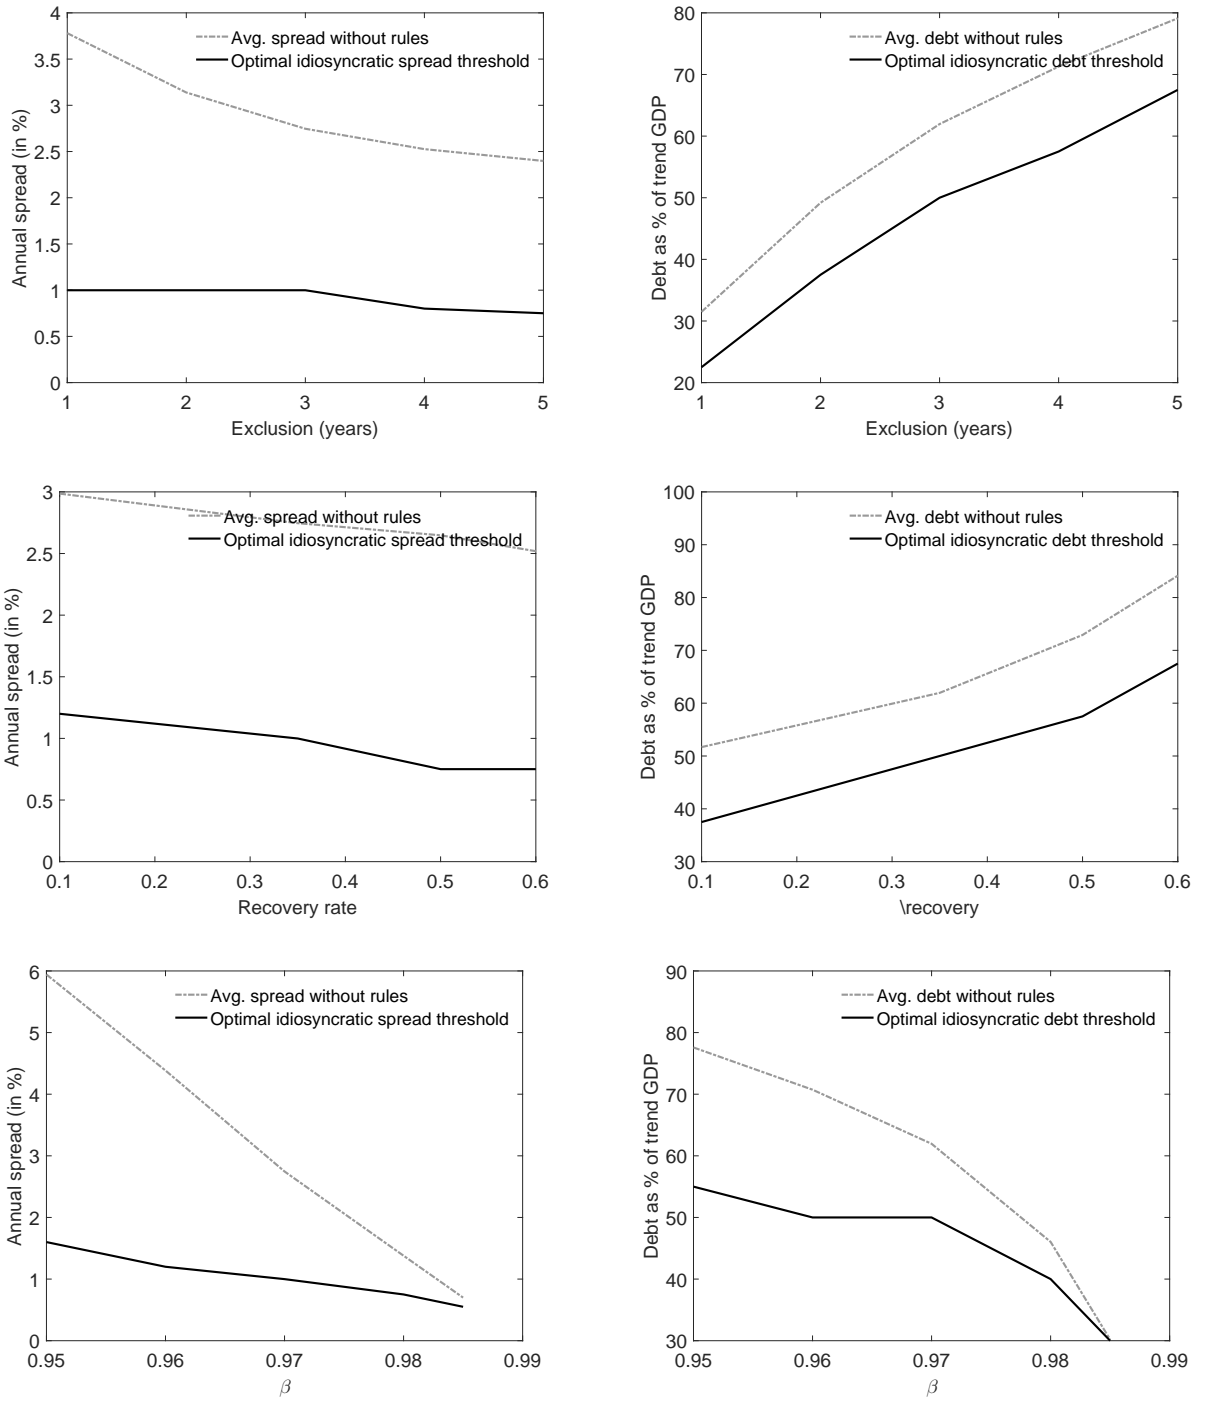 4
3.5
3
2.5
2
1.5
1
0.5
0
Annual spread (in %)
Avg. spread without rules
Optimal idiosyncratic spread threshold
1 2 3 4 5
Exclusion (years)
80
70
60
50
40
30
20
Debt as % of trend GDP
Avg. debt without rules
Optimal idiosyncratic debt threshold
1 2 3 4 5
Exclusion (years)
3
2.5
2
1.5
1
0.5
0
Annual spread (in %)
Avg. spread without rules
Optimal idiosyncratic spread threshold
0.1 0.2 0.3 0.4 0.5 0.6
Recovery rate
100
90
80
70
60
50
40
30
Debt as % of trend GDP
Avg. debt without rules
Optimal idiosyncratic debt threshold
0.1 0.2 0.3 0.4 0.5 0.6
\recovery
6
5
4
3
2
1
0
Annual spread (in %)
Avg. spread without rules
Optimal idiosyncratic spread threshold
0.95 0.96 0.97 0.98 0.99
β
90
80
70
60
50
40
30
Debt as % of trend GDP
Avg. debt without rules
Optimal idiosyncratic debt threshold
0.95 0.96 0.97 0.98 0.99
β